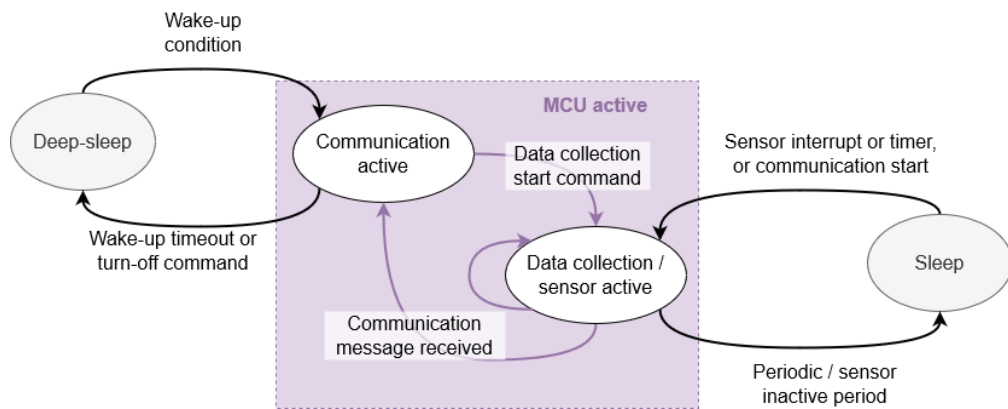 Wake-up
condition
MCU active
Deep-sleep
Communication
active
Data collection
start command
Sensor interrupt or timer,
or communication start
Wake-up timeout or
turn-off command
Data collection /
sensor active
Sleep
Communication
message received
Periodic / sensor
inactive period